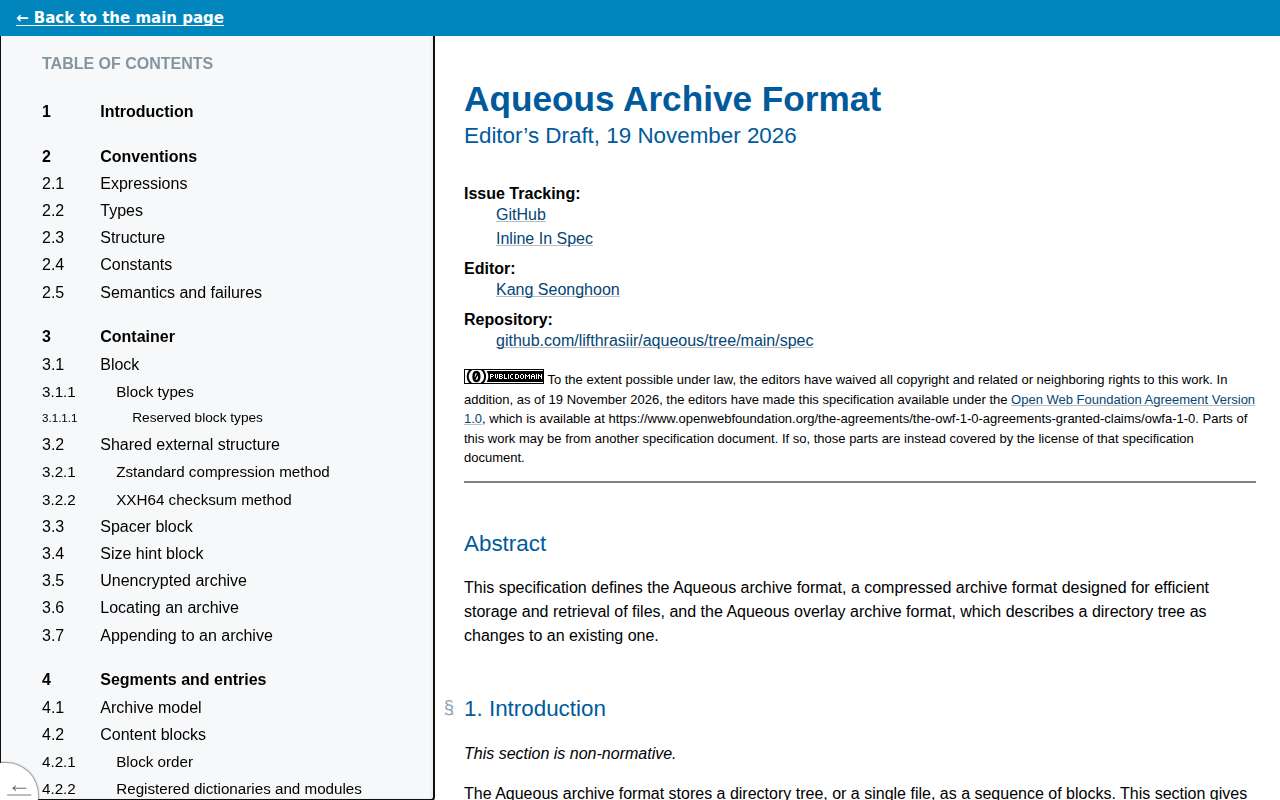 ← Back to the main page
TABLE OF CONTENTS
1 Introduction
2 Conventions
2.1 Expressions
2.2 Types
2.3 Structure
2.4 Constants
2.5 Semantics and failures
3 Container
3.1 Block
3.1.1 Block types
3.1.1.1 Reserved block types
3.2 Shared external structure
3.2.1 Zstandard compression method
3.2.2 XXH64 checksum method
3.3 Spacer block
3.4 Size hint block
3.5 Unencrypted archive
3.6 Locating an archive
3.7 Appending to an archive
4 Segments and entries
4.1 Archive model
4.2 Content blocks
4.2.1 Block order
4.2.2 Registered dictionaries and modules
←
Aqueous Archive Format
Editor’s Draft, 19 November 2026
Issue Tracking:
GitHub
Inline In Spec
Editor:
Kang Seonghoon
Repository:
github.com/lifthrasiir/aqueous/tree/main/spec
PUBLIC DOMAIN To the extent possible under law, the editors have waived all copyright and related or neighboring rights to this work. In
addition, as of 19 November 2026, the editors have made this specification available under the Open Web Foundation Agreement Version
1.0, which is available at https://www.openwebfoundation.org/the-agreements/the-owf-1-0-agreements-granted-claims/owfa-1-0. Parts of
this work may be from another specification document. If so, those parts are instead covered by the license of that specification
document.
Abstract
This specification defines the Aqueous archive format, a compressed archive format designed for efficient
storage and retrieval of files, and the Aqueous overlay archive format, which describes a directory tree as
changes to an existing one.
§ 1. Introduction
This section is non-normative.
The Aqueous archive format stores a directory tree, or a single file, as a sequence of blocks. This section gives